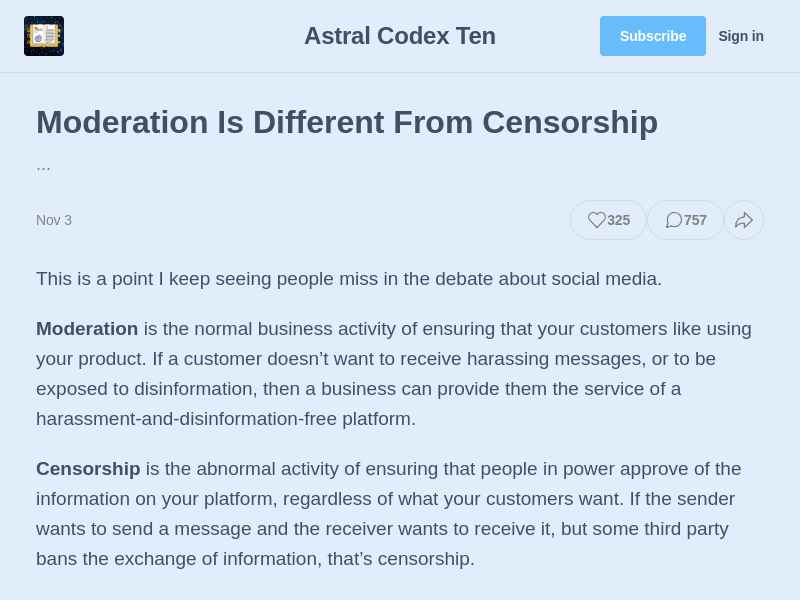 Astral Codex Ten
Subscribe
Sign in
Moderation Is Different From Censorship
...
Nov 3
325
757
This is a point I keep seeing people miss in the debate about social media.
Moderation is the normal business activity of ensuring that your customers like using
your product. If a customer doesn’t want to receive harassing messages, or to be
exposed to disinformation, then a business can provide them the service of a
harassment-and-disinformation-free platform.
Censorship is the abnormal activity of ensuring that people in power approve of the
information on your platform, regardless of what your customers want. If the sender
wants to send a message and the receiver wants to receive it, but some third party
bans the exchange of information, that’s censorship.